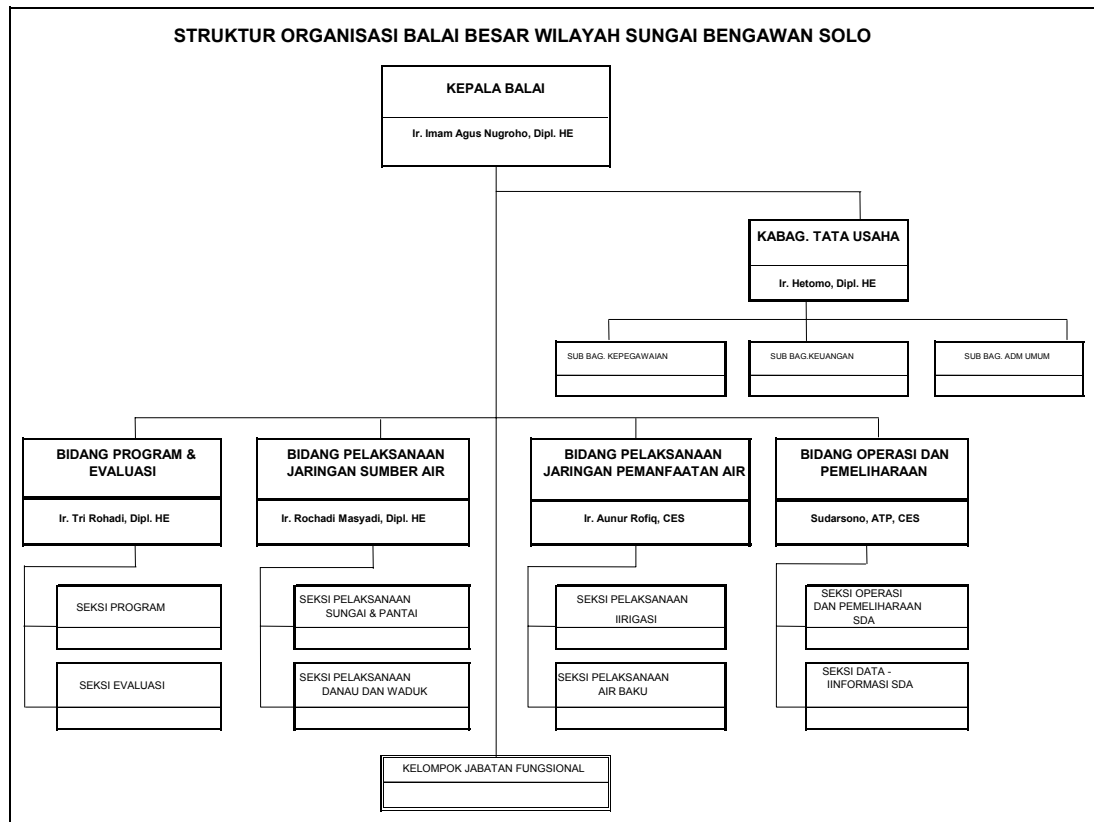 STRUKTUR ORGANISASI BALAI BESAR WILAYAH SUNGAI BENGAWAN SOLO
KEPALA BALAI
Ir. Imam Agus Nugroho, Dipl. HE
KABAG. TATA USAHA
Ir. Hetomo, Dipl. HE
SUB BAG. KEPEGAWAIAN
SUB BAG.KEUANGAN
SUB BAG. ADM UMUM
BIDANG PROGRAM &
EVALUASI
Ir. Tri Rohadi, Dipl. HE
BIDANG PELAKSANAAN
JARINGAN SUMBER AIR
Ir. Rochadi Masyadi, Dipl. HE
BIDANG PELAKSANAAN
JARINGAN PEMANFAATAN AIR
Ir. Aunur Rofiq, CES
BIDANG OPERASI DAN
PEMELIHARAAN
Sudarsono, ATP, CES
SEKSI PROGRAM
SEKSI PELAKSANAAN
SUNGAI & PANTAI
SEKSI PELAKSANAAN
IIRIGASI
SEKSI OPERASI
DAN PEMELIHARAAN
SDA
SEKSI EVALUASI
SEKSI PELAKSANAAN
DANAU DAN WADUK
SEKSI PELAKSANAAN
AIR BAKU
SEKSI DATA -
IINFORMASI SDA
KELOMPOK JABATAN FUNGSIONAL